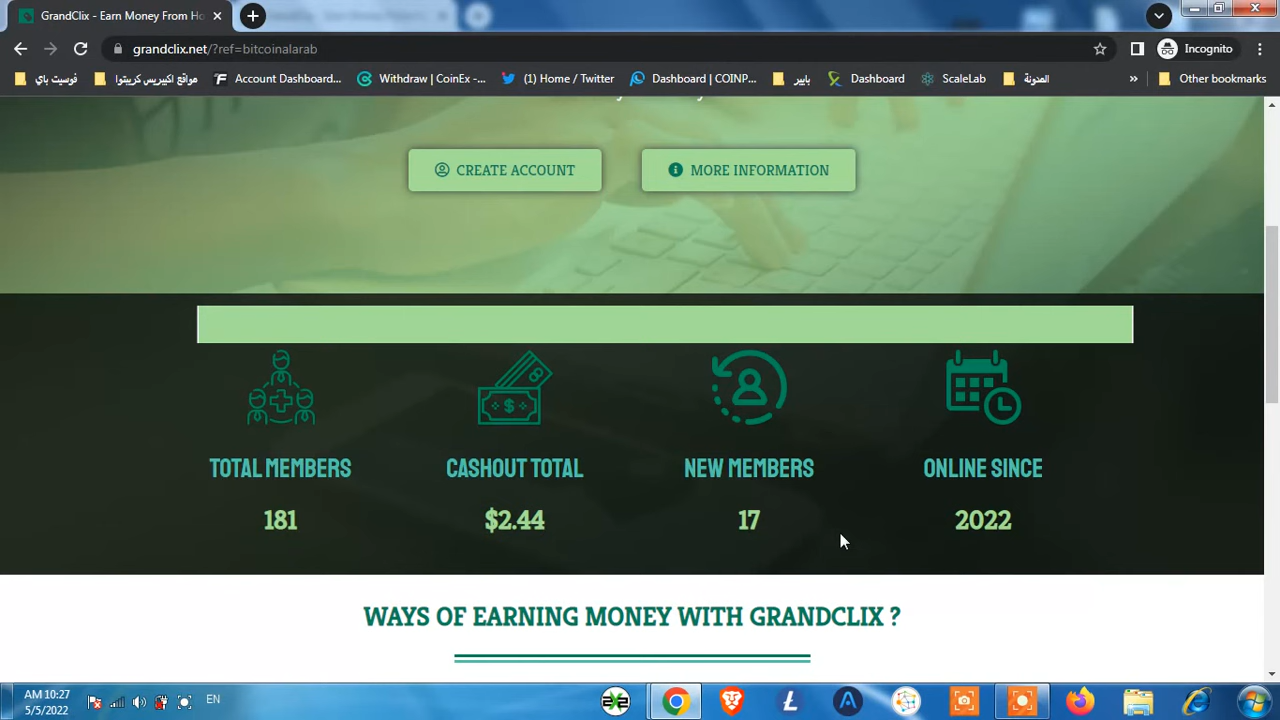 GrandClix - Earn Money From Ho
grandclix.net/?ref=bitcoinalarab
Incognito
فوسيت باي
مواقع اكيبريس كريبتوا
Account Dashboard...
Withdraw | CoinEx -...
(1) Home / Twitter
Dashboard | COINP...
بايير
Dashboard
ScaleLab
المدونة
»
Other bookmarks
CREATE ACCOUNT
MORE INFORMATION
TOTAL MEMBERS
CASHOUT TOTAL
NEW MEMBERS
ONLINE SINCE
181
$2.44
17
2022
WAYS OF EARNING MONEY WITH GRANDCLIX ?
AM 10:27
5/5/2022
EN